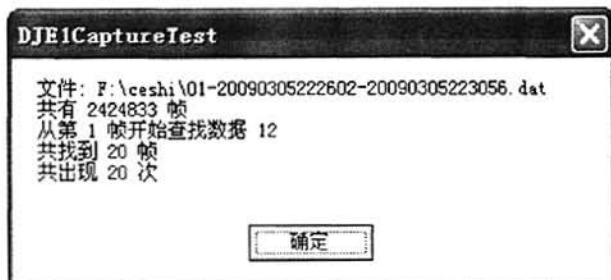 DJE1CaptureTest
文件: F:\ceshi\01-20090305222602-20090305223056.dat
共有 2424833 帧
从第 1 帧开始查找数据 12
共找到 20 帧
共出现 20 次
确定